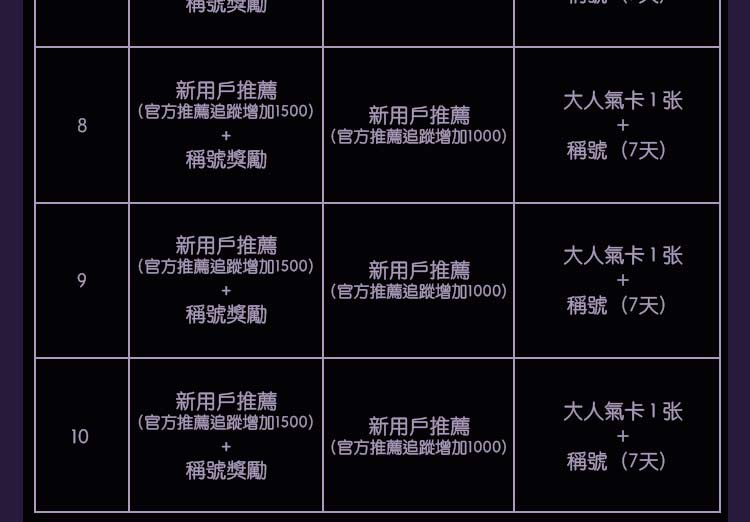 稱號獎勵
8
新用戶推薦
(官方推薦追蹤增加1500)
+
稱號獎勵
新用戶推薦
(官方推薦追蹤增加1000)
大人氣卡1张
+
稱號 (7天)
9
新用戶推薦
(官方推薦追蹤增加1500)
+
稱號獎勵
新用戶推薦
(官方推薦追蹤增加1000)
大人氣卡1张
+
稱號 (7天)
10
新用戶推薦
(官方推薦追蹤增加1500)
+
稱號獎勵
新用戶推薦
(官方推薦追蹤增加1000)
大人氣卡1张
+
稱號 (7天)